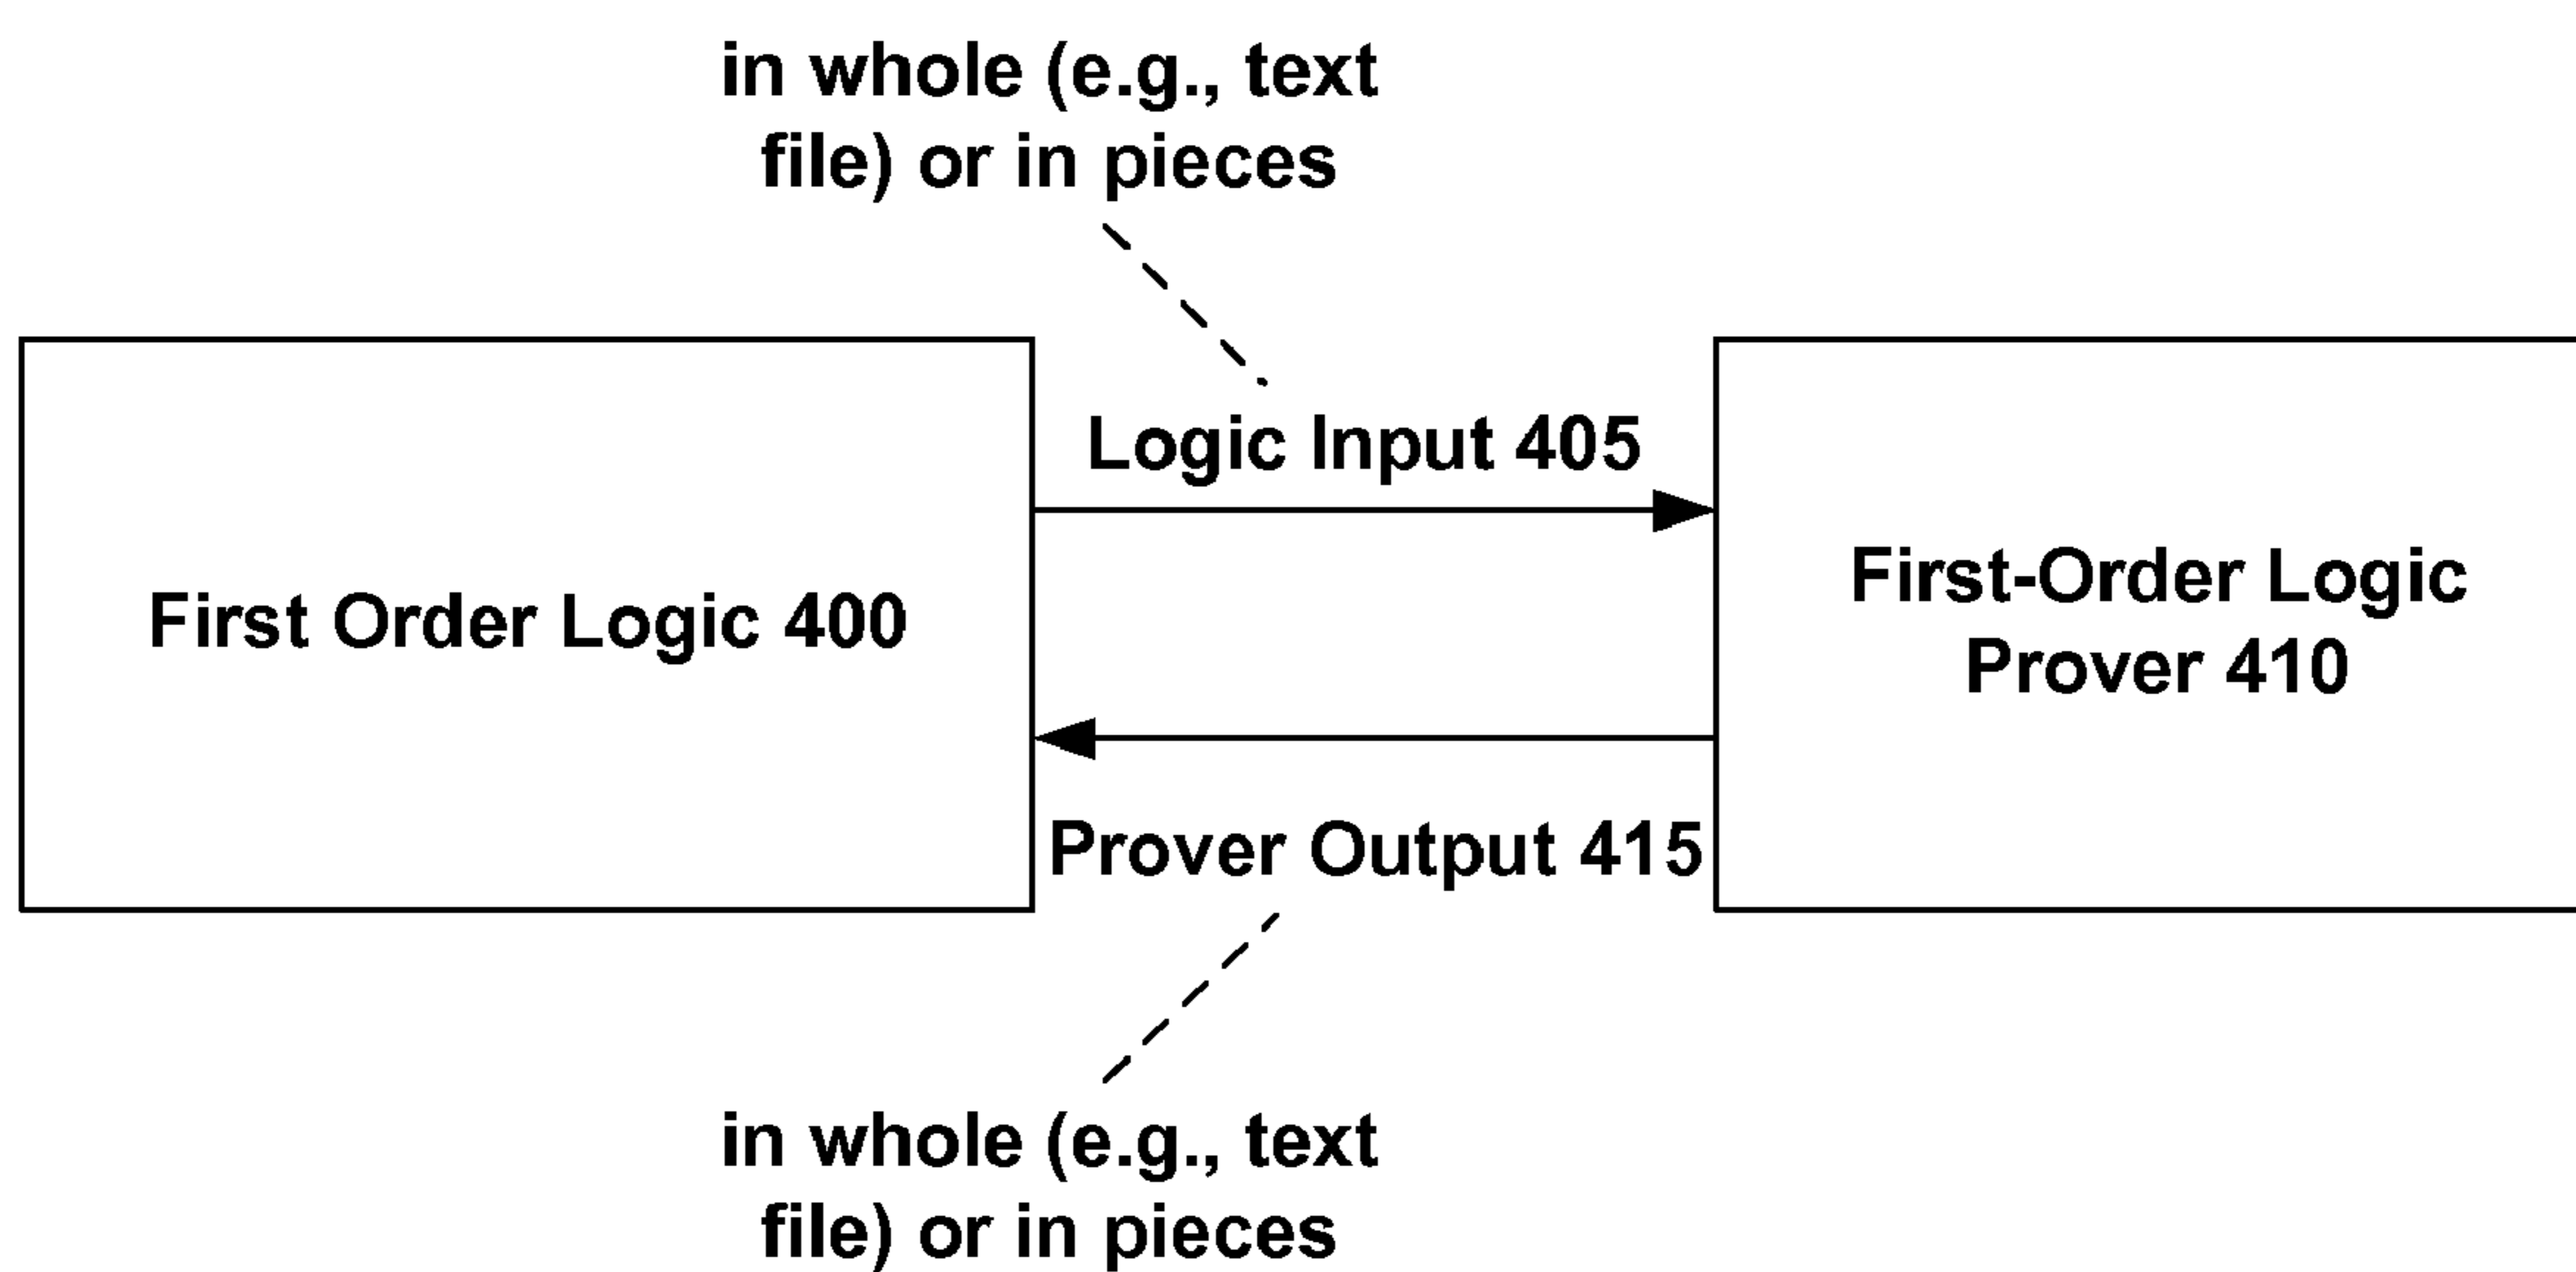 in whole (e.g., text
file) or in pieces
Logic Input 405
First Order Logic 400
First-Order Logic
Prover 410
Prover Output 415
in whole (e.g., text
file) or in pieces